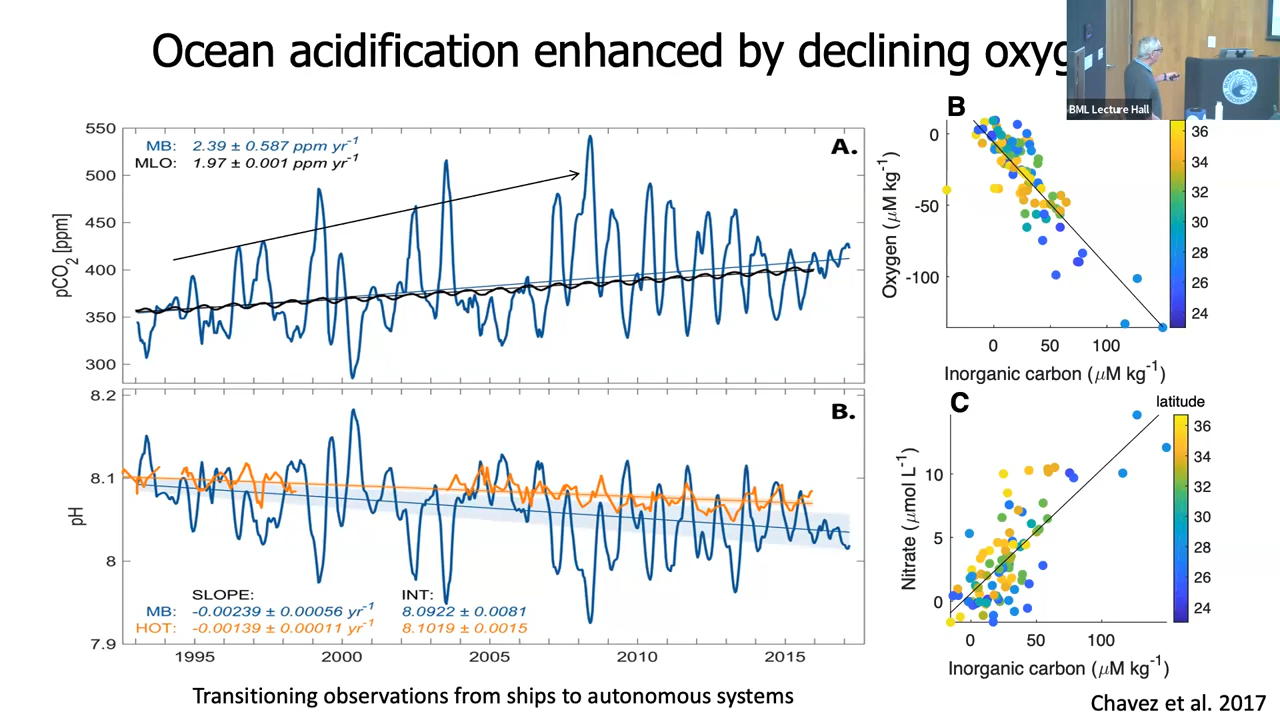 Ocean acidification enhanced by declining
BML Lecture Hall
A.
MB: 2.39 ± 0.587 ppm yr-1
MLO: 1.97 ± 0.001 ppm yr-1
pCO2 [ppm]
550
500
450
400
350
300
B.
pH
8.2
8.1
8
7.9
SLOPE: INT:
MB: -0.00239 ± 0.00056 yr-1 8.0922 ± 0.0081
HOT: -0.00139 ± 0.00011 yr-1 8.1019 ± 0.0015
1995 2000 2005 2010 2015
B
Oxygen (μM kg-1)
0
-50
-100
0 50 100
Inorganic carbon (μM kg-1)
36
34
32
30
28
26
24
C
latitude
Nitrate (μmol L-1)
10
5
0
0 50 100
Inorganic carbon (μM kg-1)
36
34
32
30
28
26
24
Transitioning observations from ships to autonomous systems
Chavez et al. 2017